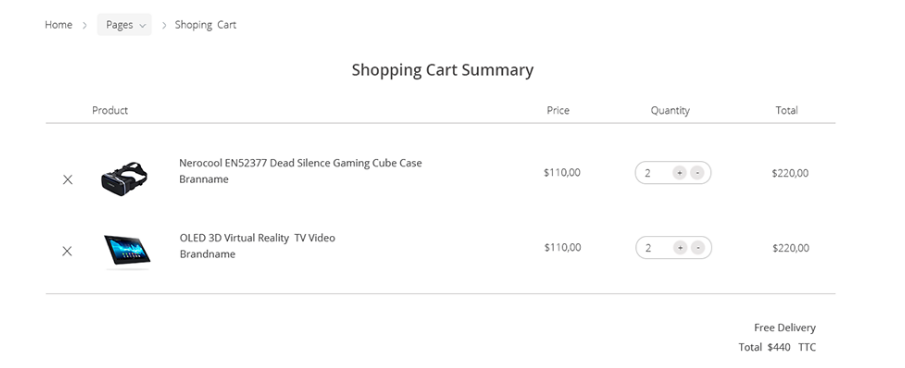 Home > Pages > Shoping Cart
Shopping Cart Summary
Product Price Quantity Total
Nerocool EN52377 Dead Silence Gaming Cube Case
Branname
$110,00 2 + - $220,00
OLED 3D Virtual Reality TV Video
Brandname
$110,00 2 + - $220,00
Free Delivery
Total $440 TTC